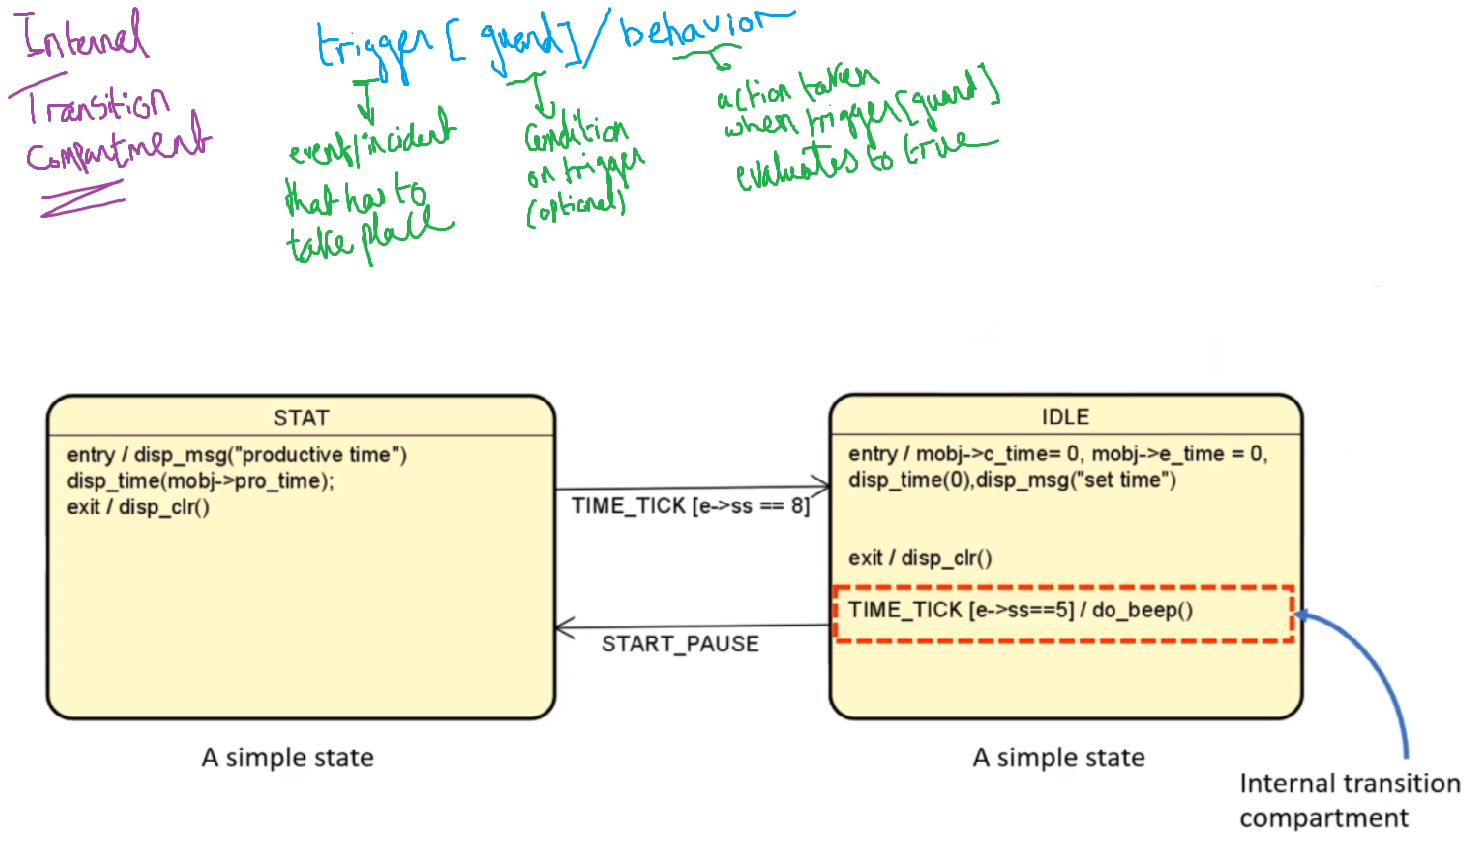 Internal
Transition
Compartment
trigger[ guard]/behavior
event/incident
that has to
take place
Condition
on trigger
(optional)
action taken
when trigger[guard]
evaluates to true
STAT
entry / disp_msg("productive time")
disp_time(mobj->pro_time);
exit / disp_clr()
TIME_TICK [e->ss == 8]
START_PAUSE
IDLE
entry / mobj->c_time= 0, mobj->e_time = 0,
disp_time(0),disp_msg("set time")
exit / disp_clr()
TIME_TICK [e->ss==5] / do_beep()
A simple state
A simple state
Internal transition
compartment